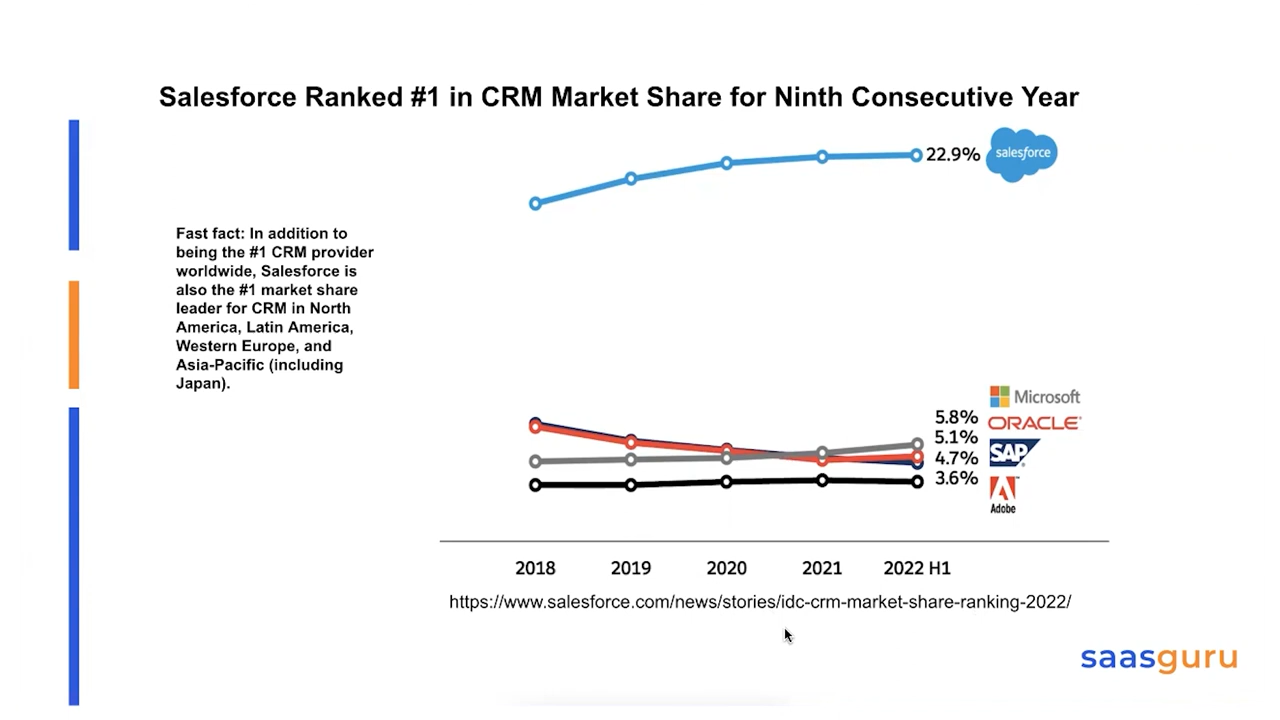 Salesforce Ranked #1 in CRM Market Share for Ninth Consecutive Year
22.9%
salesforce
Fast fact: In addition to
being the #1 CRM provider
worldwide, Salesforce is
also the #1 market share
leader for CRM in North
America, Latin America,
Western Europe, and
Asia-Pacific (including
Japan).
Microsoft
5.8%
ORACLE
5.1%
SAP
4.7%
3.6%
Adobe
2018 2019 2020 2021 2022 H1
https://www.salesforce.com/news/stories/idc-crm-market-share-ranking-2022/
saasguru